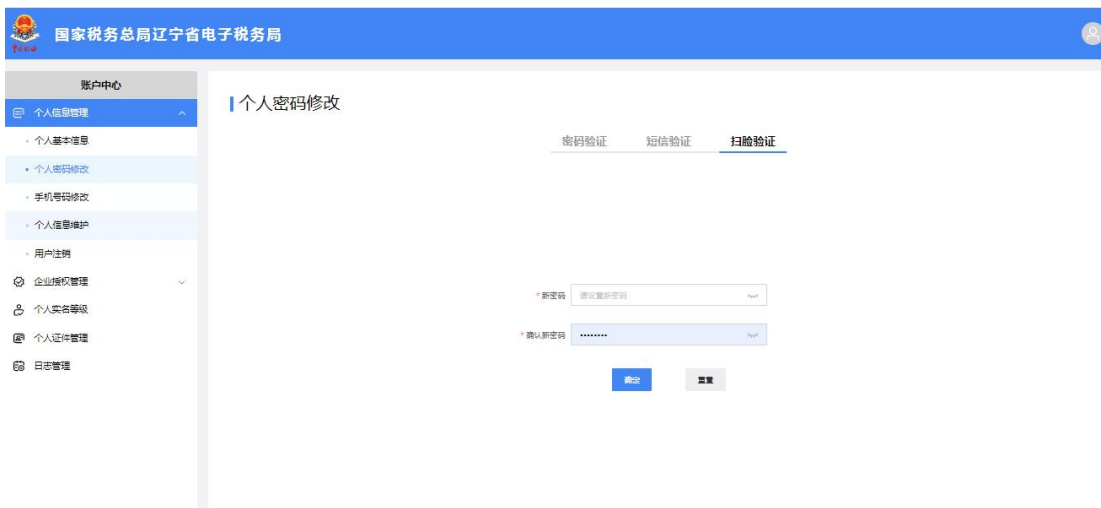 国家税务总局辽宁省电子税务局
账户中心
个人信息管理
个人基本信息
个人密码修改
手机号码修改
个人信息维护
用户注销
企业授权管理
个人实名等级
个人证件管理
日志管理
个人密码修改
密码验证 短信验证 扫脸验证
* 新密码 请设置新密码
* 确认新密码 ••••••••
确定 重置